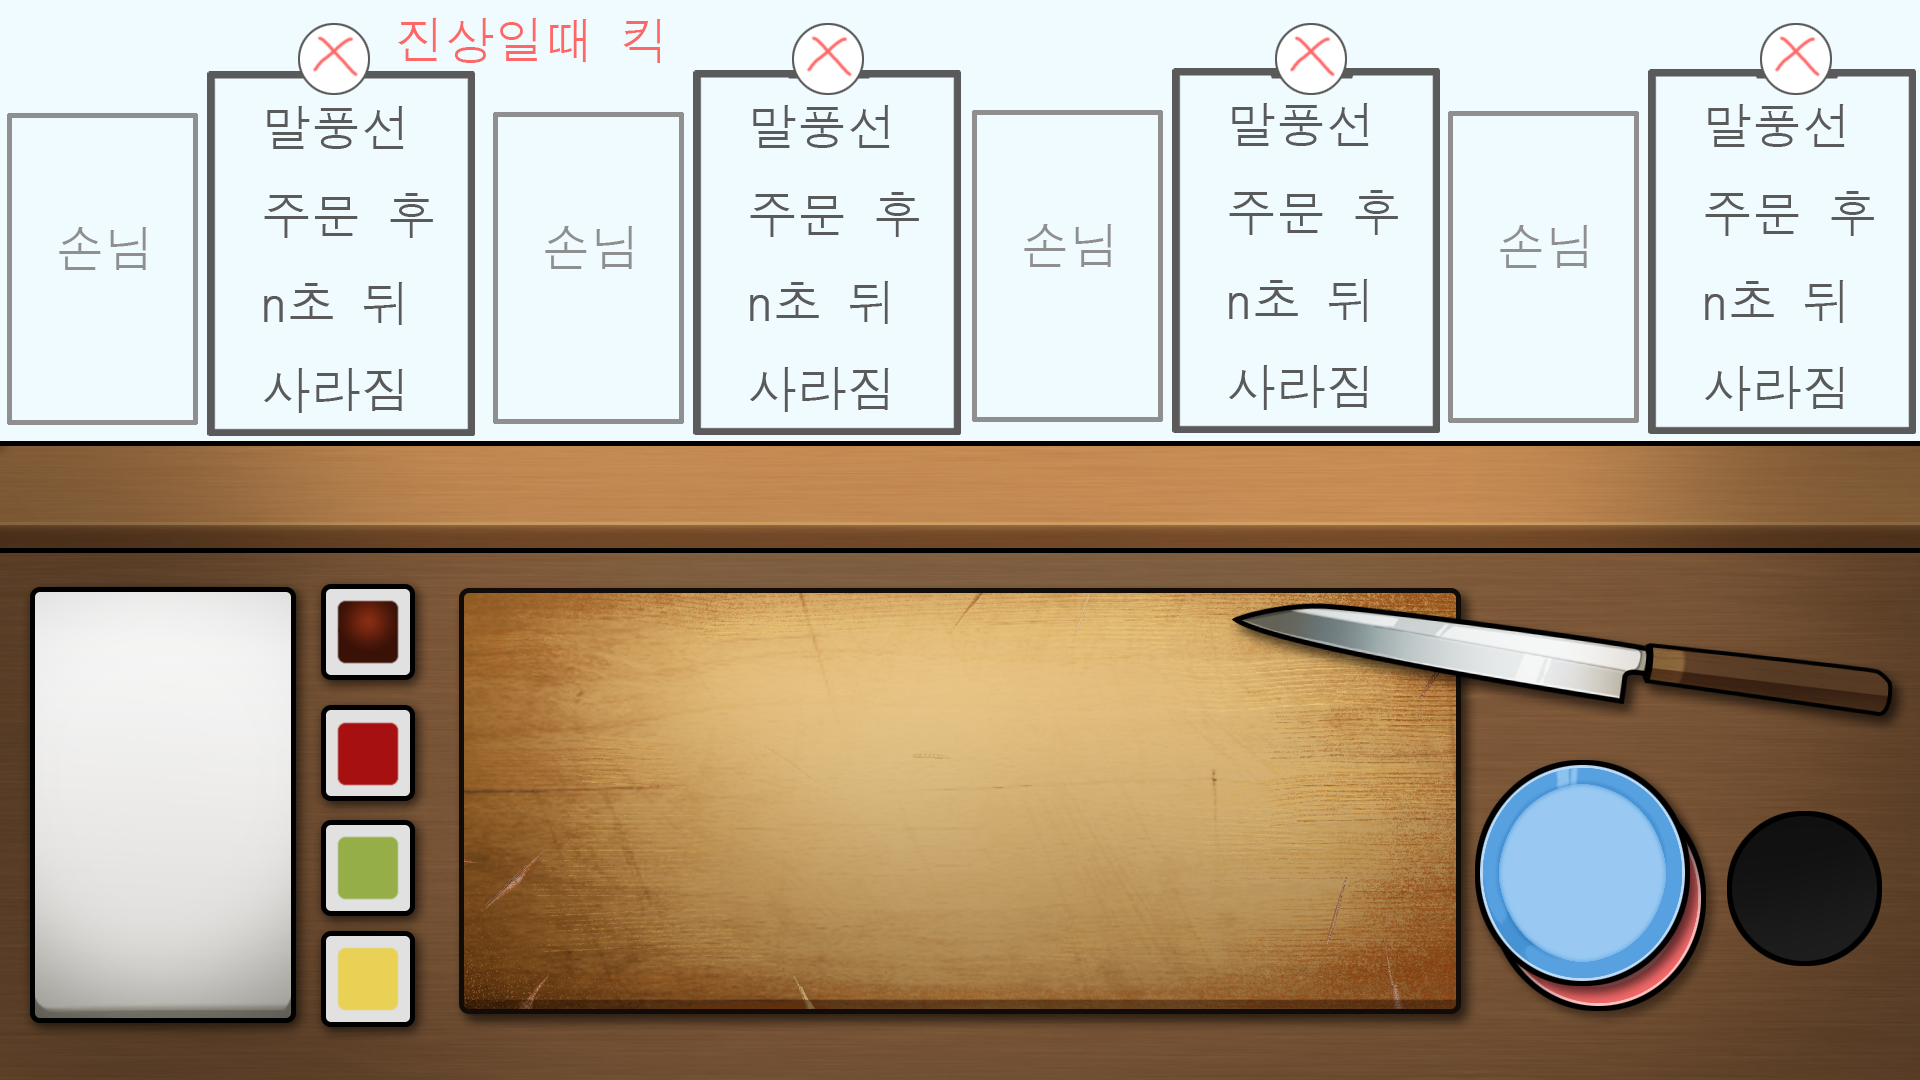 진상일때 킥
손님
말풍선
주문 후
n초 뒤
사라짐
손님
말풍선
주문 후
n초 뒤
사라짐
손님
말풍선
주문 후
n초 뒤
사라짐
손님
말풍선
주문 후
n초 뒤
사라짐